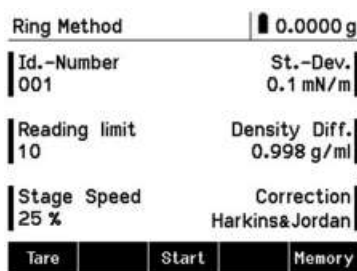 Ring Method 0.0000 g
Id.-Number St.-Dev.
001 0.1 mN/m
Reading limit Density Diff.
10 0.998 g/ml
Stage Speed Correction
25 % Harkins&Jordan
Tare Start Memory